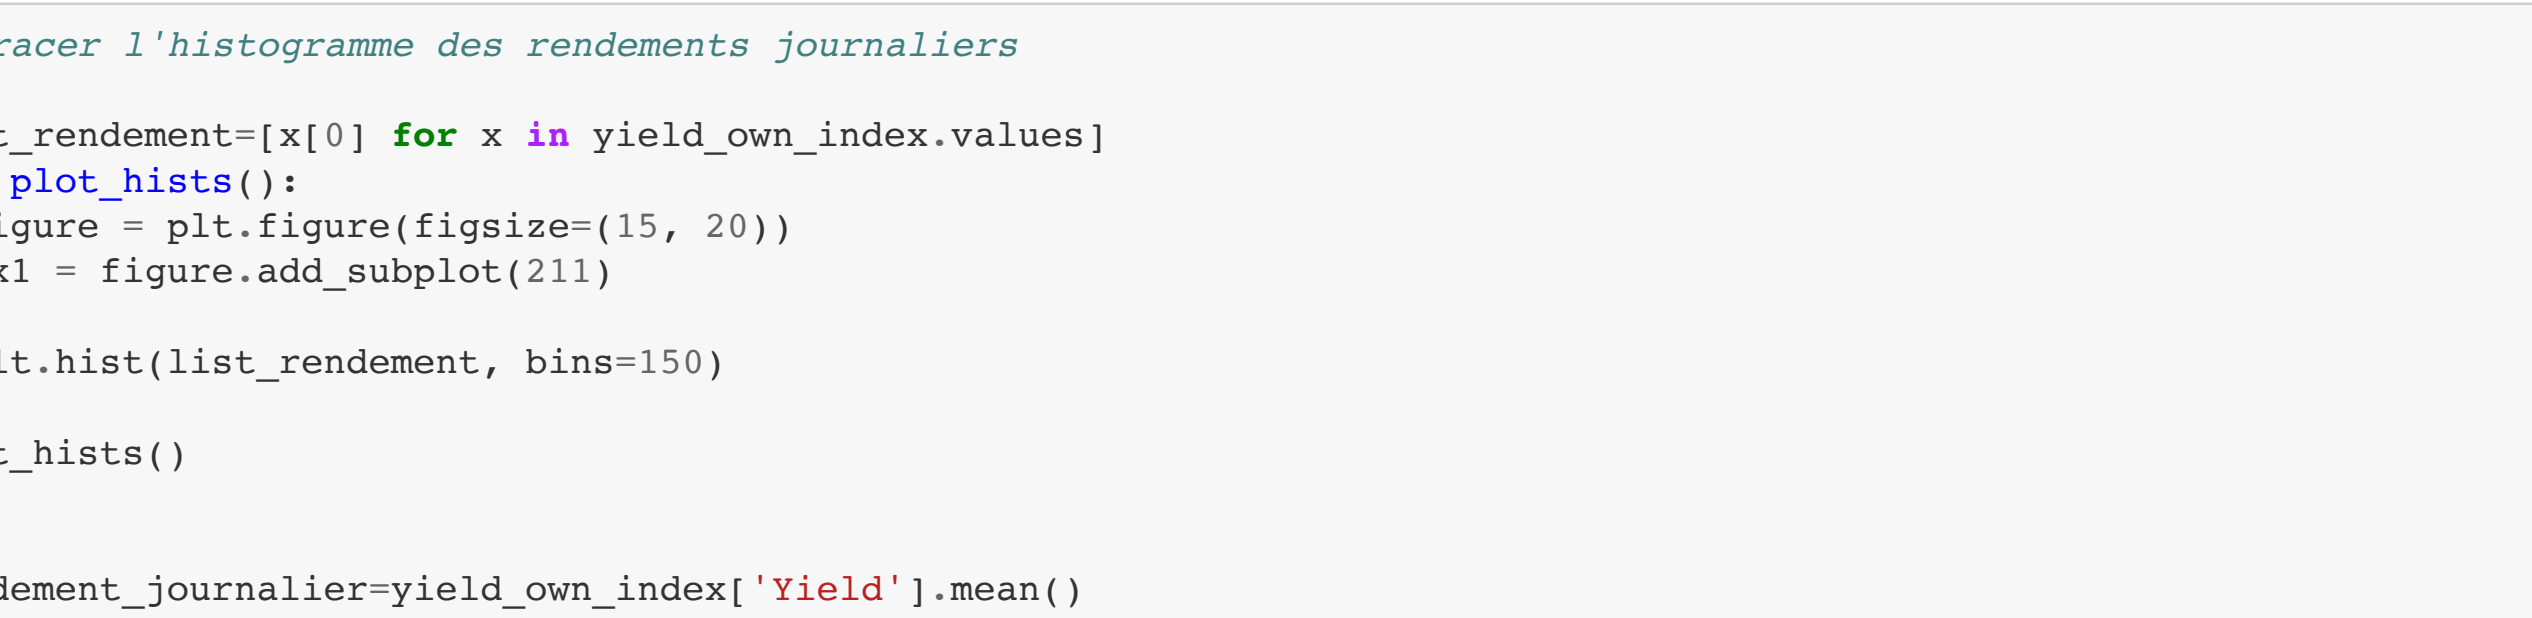 racer l'histogramme des rendements journaliers
t_rendement=[x[0] for x in yield_own_index.values]
plot_hists():
igure = plt.figure(figsize=(15, 20))
x1 = figure.add_subplot(211)
lt.hist(list_rendement, bins=150)
t_hists()
dement_journalier=yield_own_index['Yield'].mean()